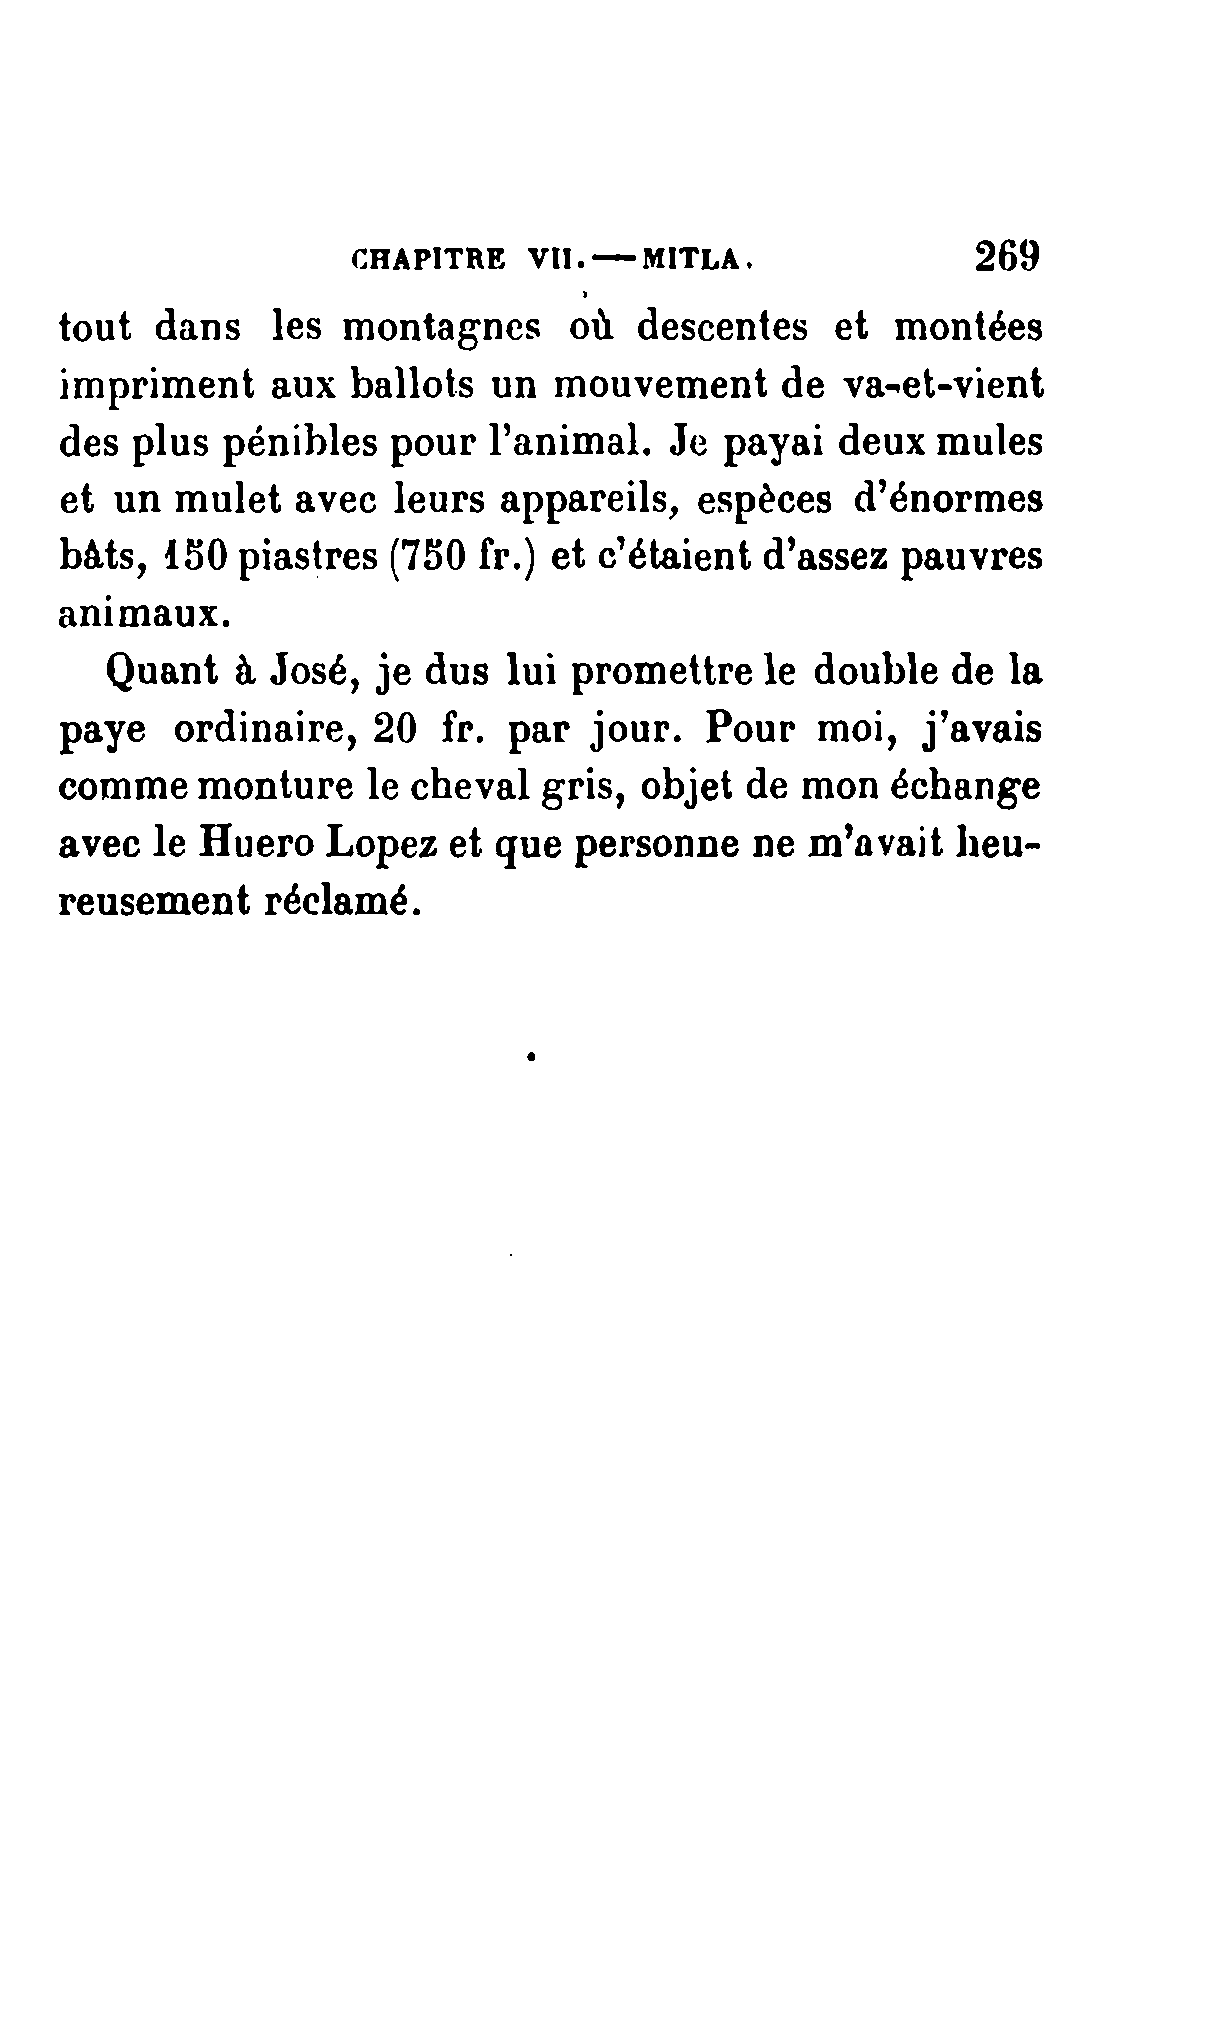 CHAPITRE VII.—MITLA. 269
tout dans les montagnes où descentes et montées
impriment aux ballots un mouvement de va-et-vient
des plus pénibles pour l'animal. Je payai deux mules
et un mulet avec leurs appareils, espèces d'énormes
bâts, 150 piastres (750 fr.) et c'étaient d'assez pauvres
animaux.
Quant à José, je dus lui promettre le double de la
paye ordinaire, 20 fr. par jour. Pour moi, j'avais
comme monture le cheval gris, objet de mon échange
avec le Huero Lopez et que personne ne m'avait heu-
reusement réclamé.